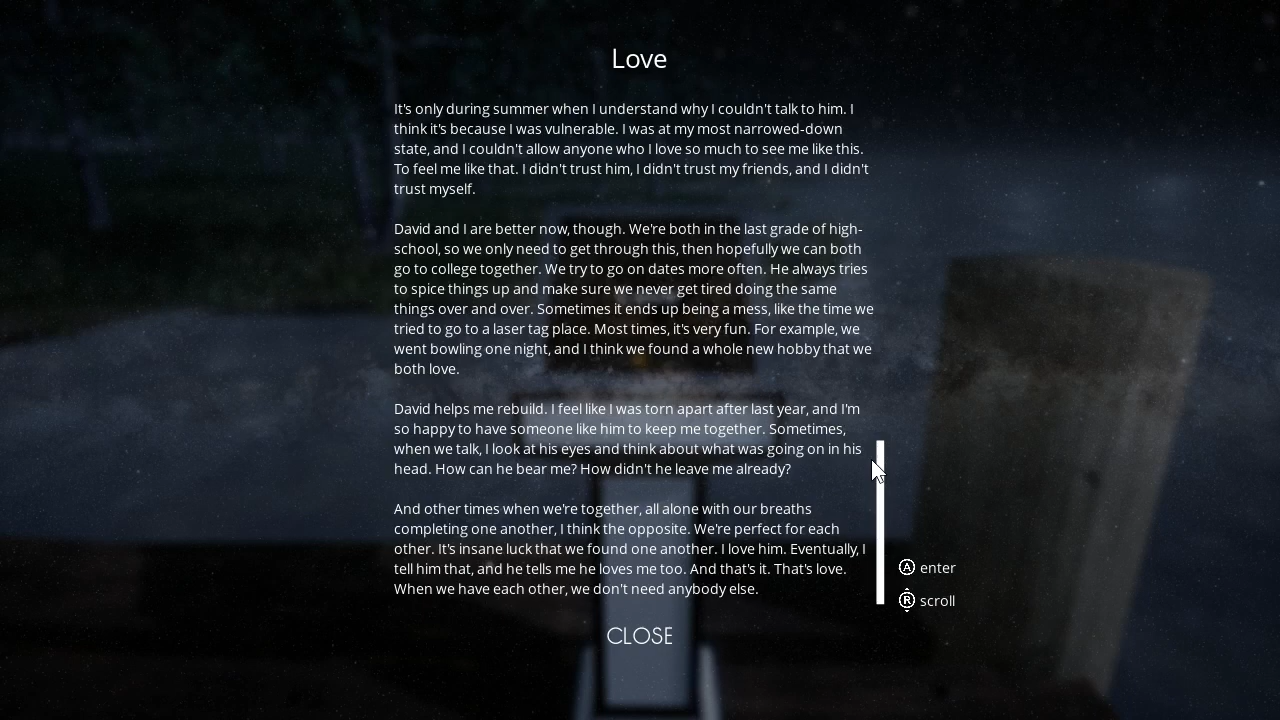 Love
It's only during summer when I understand why I couldn't talk to him. I
think it's because I was vulnerable. I was at my most narrowed-down
state, and I couldn't allow anyone who I love so much to see me like this.
To feel me like that. I didn't trust him, I didn't trust my friends, and I didn't
trust myself.
David and I are better now, though. We're both in the last grade of high-
school, so we only need to get through this, then hopefully we can both
go to college together. We try to go on dates more often. He always tries
to spice things up and make sure we never get tired doing the same
things over and over. Sometimes it ends up being a mess, like the time we
tried to go to a laser tag place. Most times, it's very fun. For example, we
went bowling one night, and I think we found a whole new hobby that we
both love.
David helps me rebuild. I feel like I was torn apart after last year, and I'm
so happy to have someone like him to keep me together. Sometimes,
when we talk, I look at his eyes and think about what was going on in his
head. How can he bear me? How didn't he leave me already?
And other times when we're together, all alone with our breaths
completing one another, I think the opposite. We're perfect for each
other. It's insane luck that we found one another. I love him. Eventually, I
tell him that, and he tells me he loves me too. And that's it. That's love.
When we have each other, we don't need anybody else.
A enter
R scroll
CLOSE